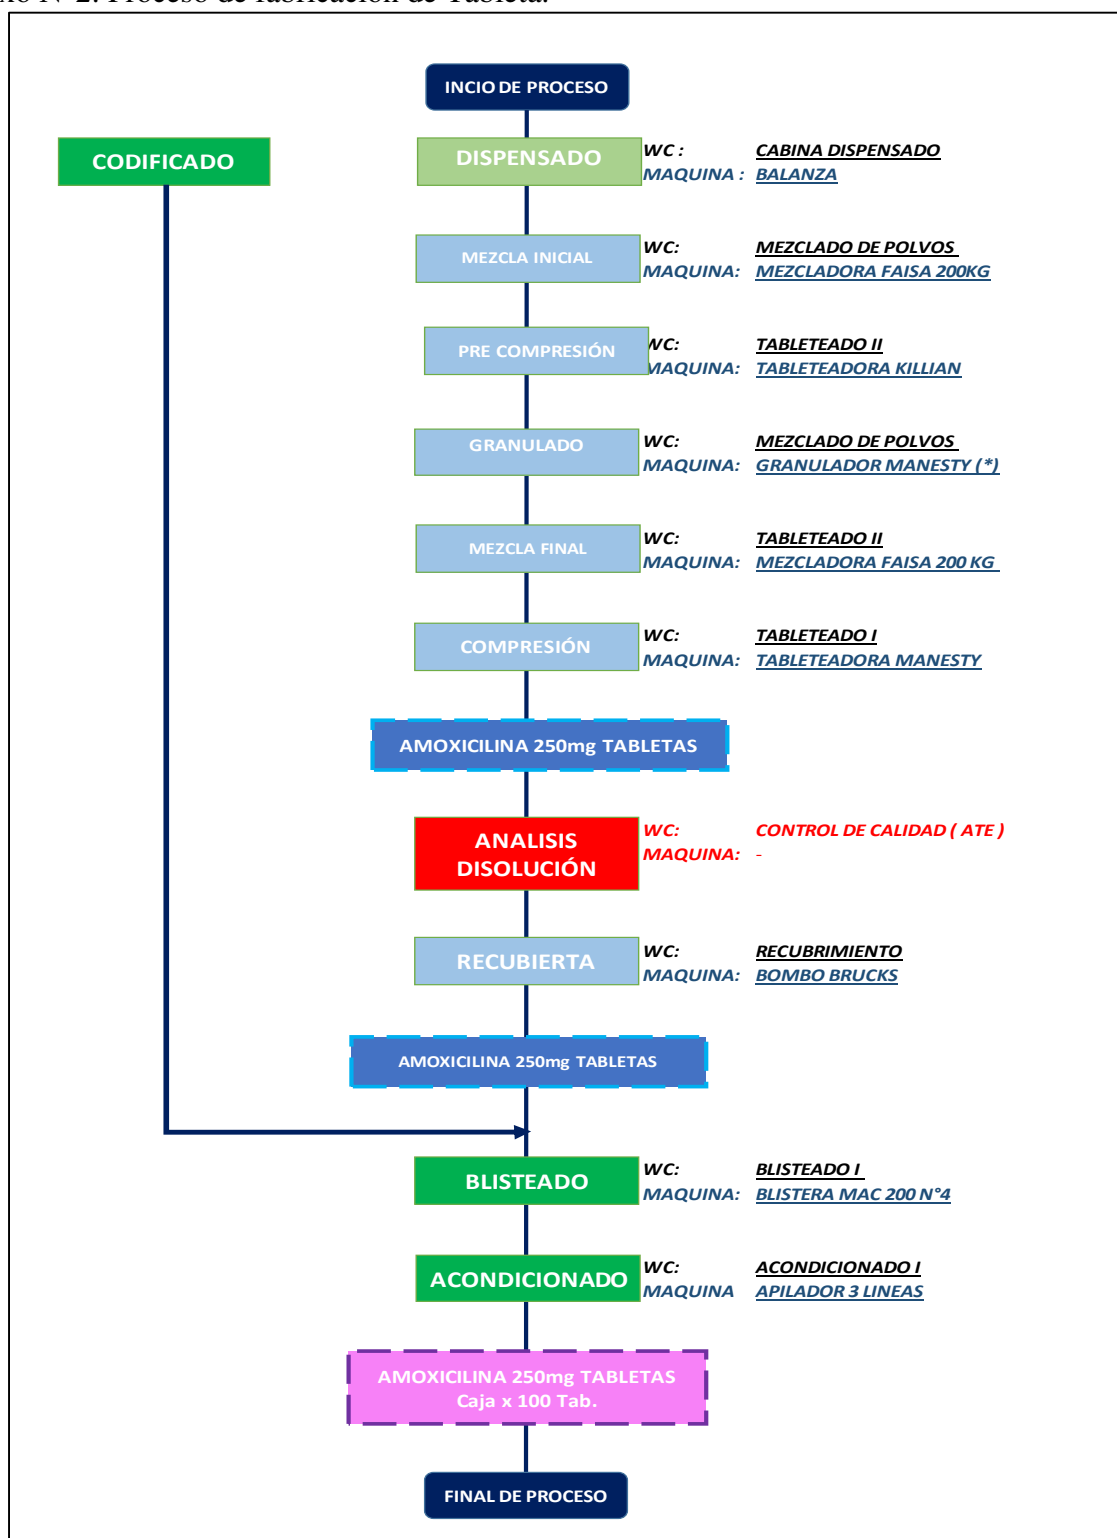 INCIO DE PROCESO
CODIFICADO
DISPENSADO
WC : CABINA DISPENSADO
MAQUINA : BALANZA
MEZCLA INICIAL
WC: MEZCLADO DE POLVOS
MAQUINA: MEZCLADORA FAISA 200KG
PRE COMPRESIÓN
WC: TABLETEADO II
MAQUINA: TABLETEADORA KILLIAN
GRANULADO
WC: MEZCLADO DE POLVOS
MAQUINA: GRANULADOR MANESTY (*)
MEZCLA FINAL
WC: TABLETEADO II
MAQUINA: MEZCLADORA FAISA 200 KG
COMPRESIÓN
WC: TABLETEADO I
MAQUINA: TABLETEADORA MANESTY
AMOXICILINA 250mg TABLETAS
ANALISIS
DISOLUCIÓN
WC: CONTROL DE CALIDAD ( ATE )
MAQUINA: -
RECUBIERTA
WC: RECUBRIMIENTO
MAQUINA: BOMBO BRUCKS
AMOXICILINA 250mg TABLETAS
BLISTEADO
WC: BLISTEADO I
MAQUINA: BLISTERA MAC 200 N°4
ACONDICIONADO
WC: ACONDICIONADO I
MAQUINA APILADOR 3 LINEAS
AMOXICILINA 250mg TABLETAS
Caja x 100 Tab.
FINAL DE PROCESO